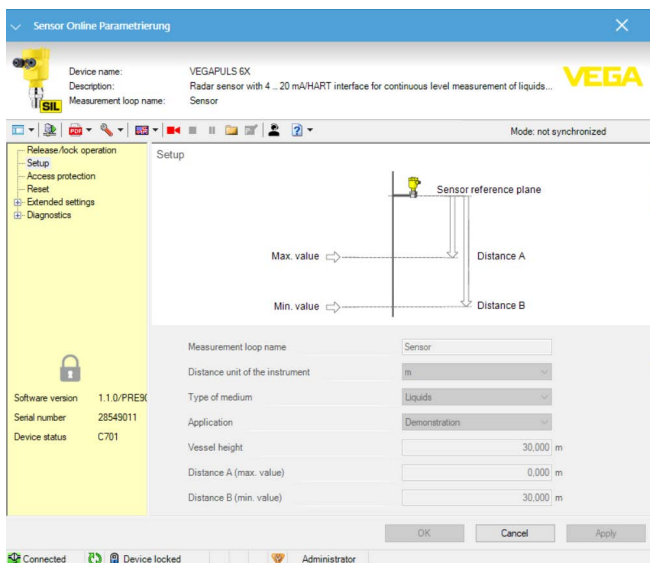 Sensor Online Parametrierung
Device name: VEGAPULS 6X
Description: Radar sensor with 4 .. 20 mA/HART interface for continuous level measurement of liquids...
Measurement loop name: Sensor
SIL
VEGA
PDF
Mode: not synchronized
Release/lock operation
Setup
Access protection
Reset
Extended settings
Diagnostics
Setup
Sensor reference plane
Max. value
Distance A
Min. value
Distance B
Measurement loop name Sensor
Distance unit of the instrument m
Type of medium Liquids
Application Demonstration
Vessel height 30,000 m
Distance A (max. value) 0,000 m
Distance B (min. value) 30,000 m
Software version 1.1.0/PRE90
Serial number 28549011
Device status C701
OK Cancel Apply
Connected Device locked Administrator